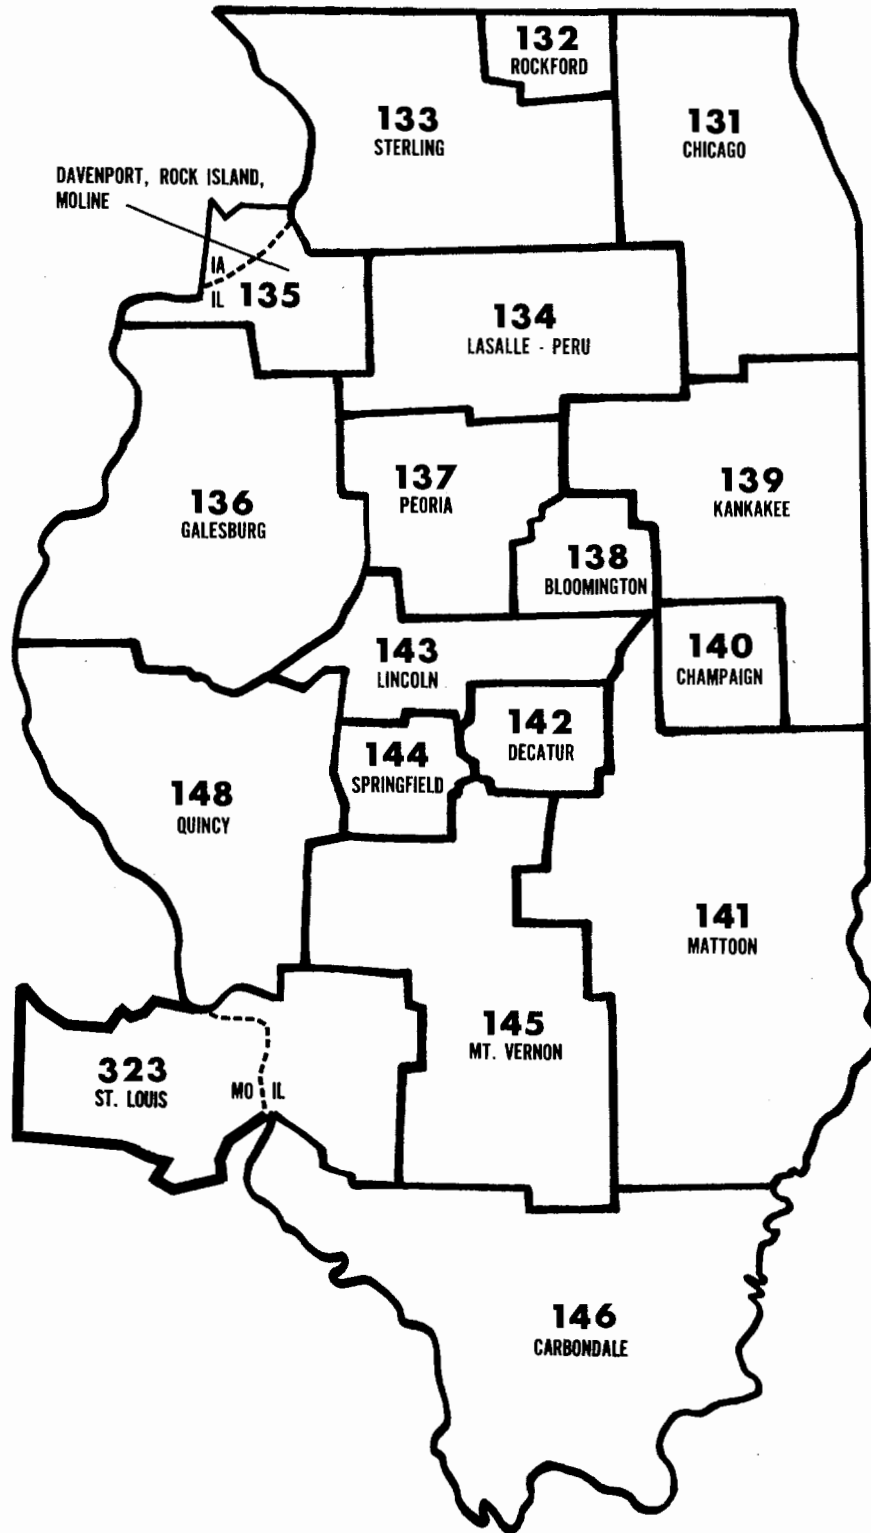 132
ROCKFORD
133
STERLING
131
CHICAGO
DAVENPORT, ROCK ISLAND,
MOLINE
IA
IL 135
134
LASALLE - PERU
137
PEORIA
139
KANKAKEE
136
GALESBURG
138
BLOOMINGTON
140
CHAMPAIGN
143
LINCOLN
142
DECATUR
144
SPRINGFIELD
148
QUINCY
141
MATTOON
145
MT. VERNON
323
ST. LOUIS
MO IL
146
CARBONDALE